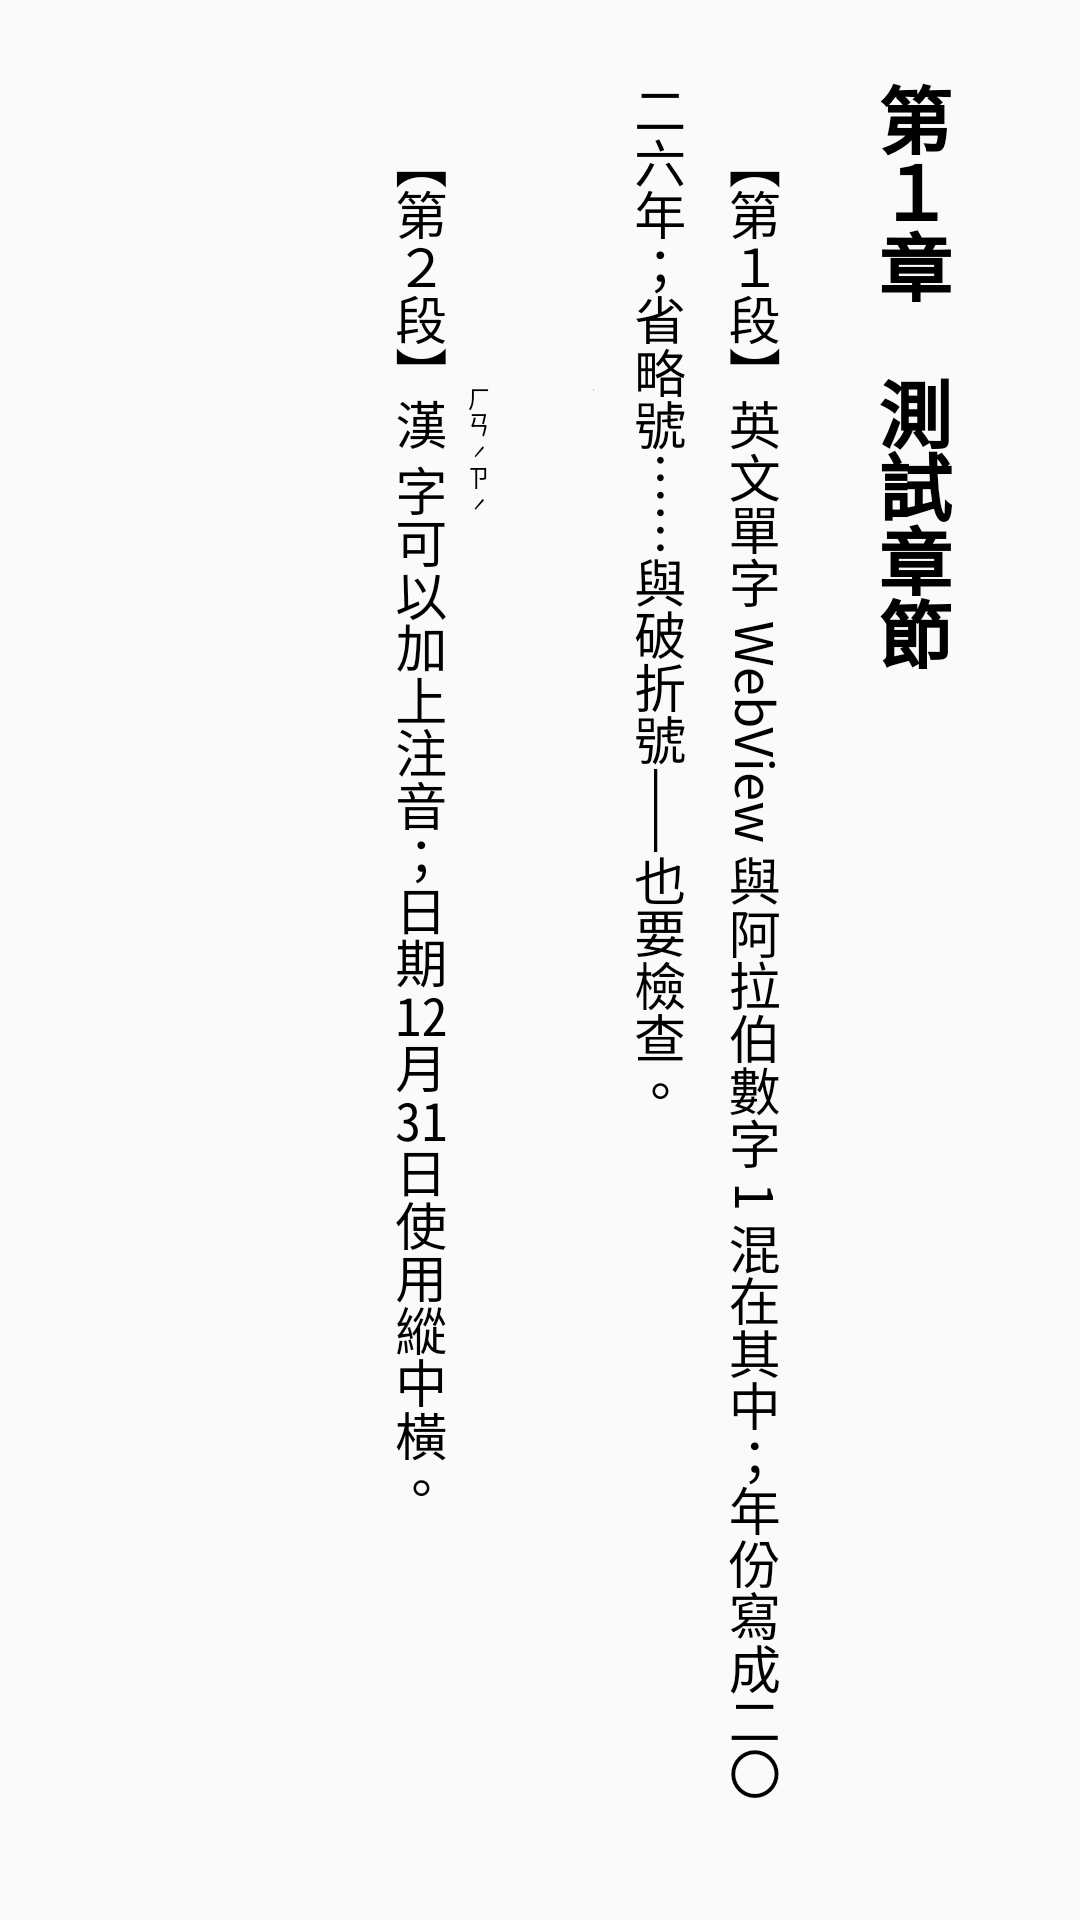 第１章　測試章節
【第１段】英文單字 WebView 與阿拉伯數字 1 混在其中；年份寫成二〇
二六年；省略號……與破折號——也要檢查。
【第２段】漢字可以加上注音；日期12月31日使用縱中橫。
ㄏㄢˊㄗˊ